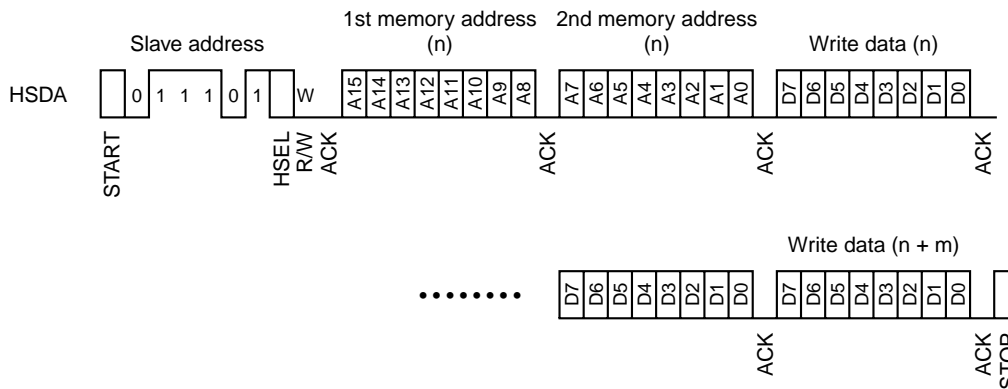 1st memory address 2nd memory address
Slave address (n) (n) Write data (n)
HSDA 0 1 1 1 0 1 W A15 A14 A13 A12 A11 A10 A9 A8 A7 A6 A5 A4 A3 A2 A1 A0 D7 D6 D5 D4 D3 D2 D1 D0
START HSEL R/W ACK ACK ACK ACK
Write data (n + m)
D7 D6 D5 D4 D3 D2 D1 D0 D7 D6 D5 D4 D3 D2 D1 D0
ACK ACK STOP